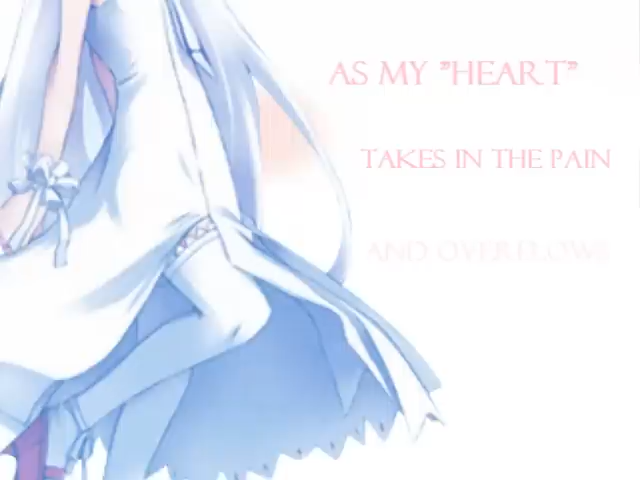 AS MY "HEART"
TAKES IN THE PAIN
AND OVERFLOWS